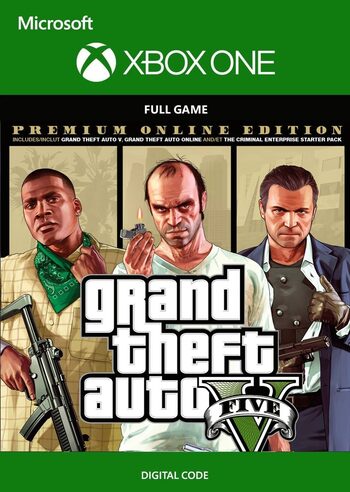 Microsoft
XBOX ONE
FULL GAME
PREMIUM ONLINE EDITION
INCLUDES/INCLUT GRAND THEFT AUTO V, GRAND THEFT AUTO ONLINE AND/ET THE CRIMINAL ENTERPRISE STARTER PACK
grand
theft
auto V
FIVE
DIGITAL CODE